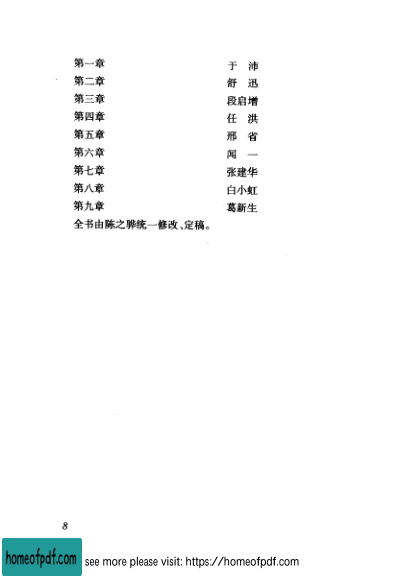 第一章 于 沛
第二章 舒 迅
第三章 段启增
第四章 任 洪
第五章 邢 省
第六章 闻 一
第七章 张建华
第八章 白小虹
第九章 葛新生
全书由陈之骅统一修改、定稿。
8
homeofpdf.com see more please visit: https://homeofpdf.com